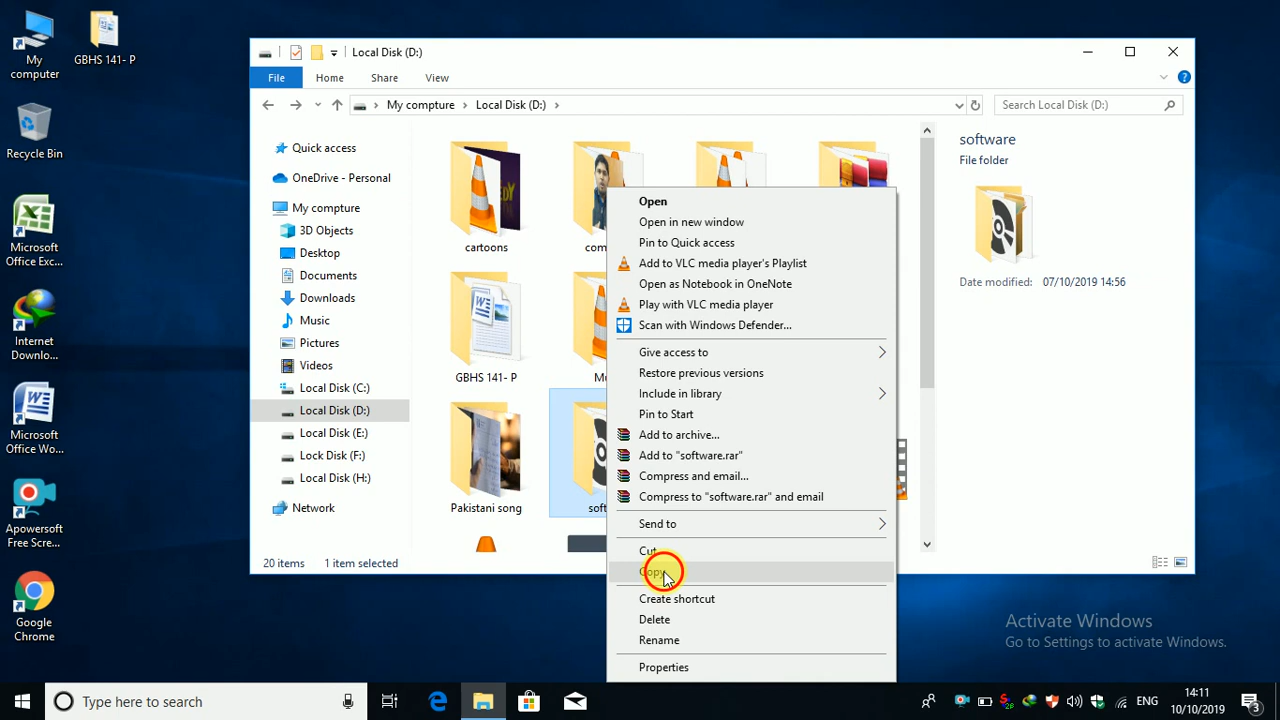 My
computer
GBHS 141- P
Recycle Bin
Microsoft
Office Exc...
Internet
Downlo...
Microsoft
Office Wo...
Apowersoft
Free Scre...
Google
Chrome
Local Disk (D:)
File
Home
Share
View
My compture
Local Disk (D:)
Search Local Disk (D:)
Quick access
OneDrive - Personal
My compture
3D Objects
Desktop
Documents
Downloads
Music
Pictures
Videos
Local Disk (C:)
Local Disk (D:)
Local Disk (E:)
Lock Disk (F:)
Local Disk (H:)
Network
cartoons
com
GBHS 141- P
Pakistani song
soft
software
File folder
Date modified: 07/10/2019 14:56
Open
Open in new window
Pin to Quick access
Add to VLC media player's Playlist
Open as Notebook in OneNote
Play with VLC media player
Scan with Windows Defender...
Give access to
Restore previous versions
Include in library
Pin to Start
Add to archive...
Add to "software.rar"
Compress and email...
Compress to "software.rar" and email
Send to
Cut
Copy
Create shortcut
Delete
Rename
Properties
20 items
1 item selected
Activate Windows
Go to Settings to activate Windows.
Type here to search
ENG
14:11
10/10/2019
3